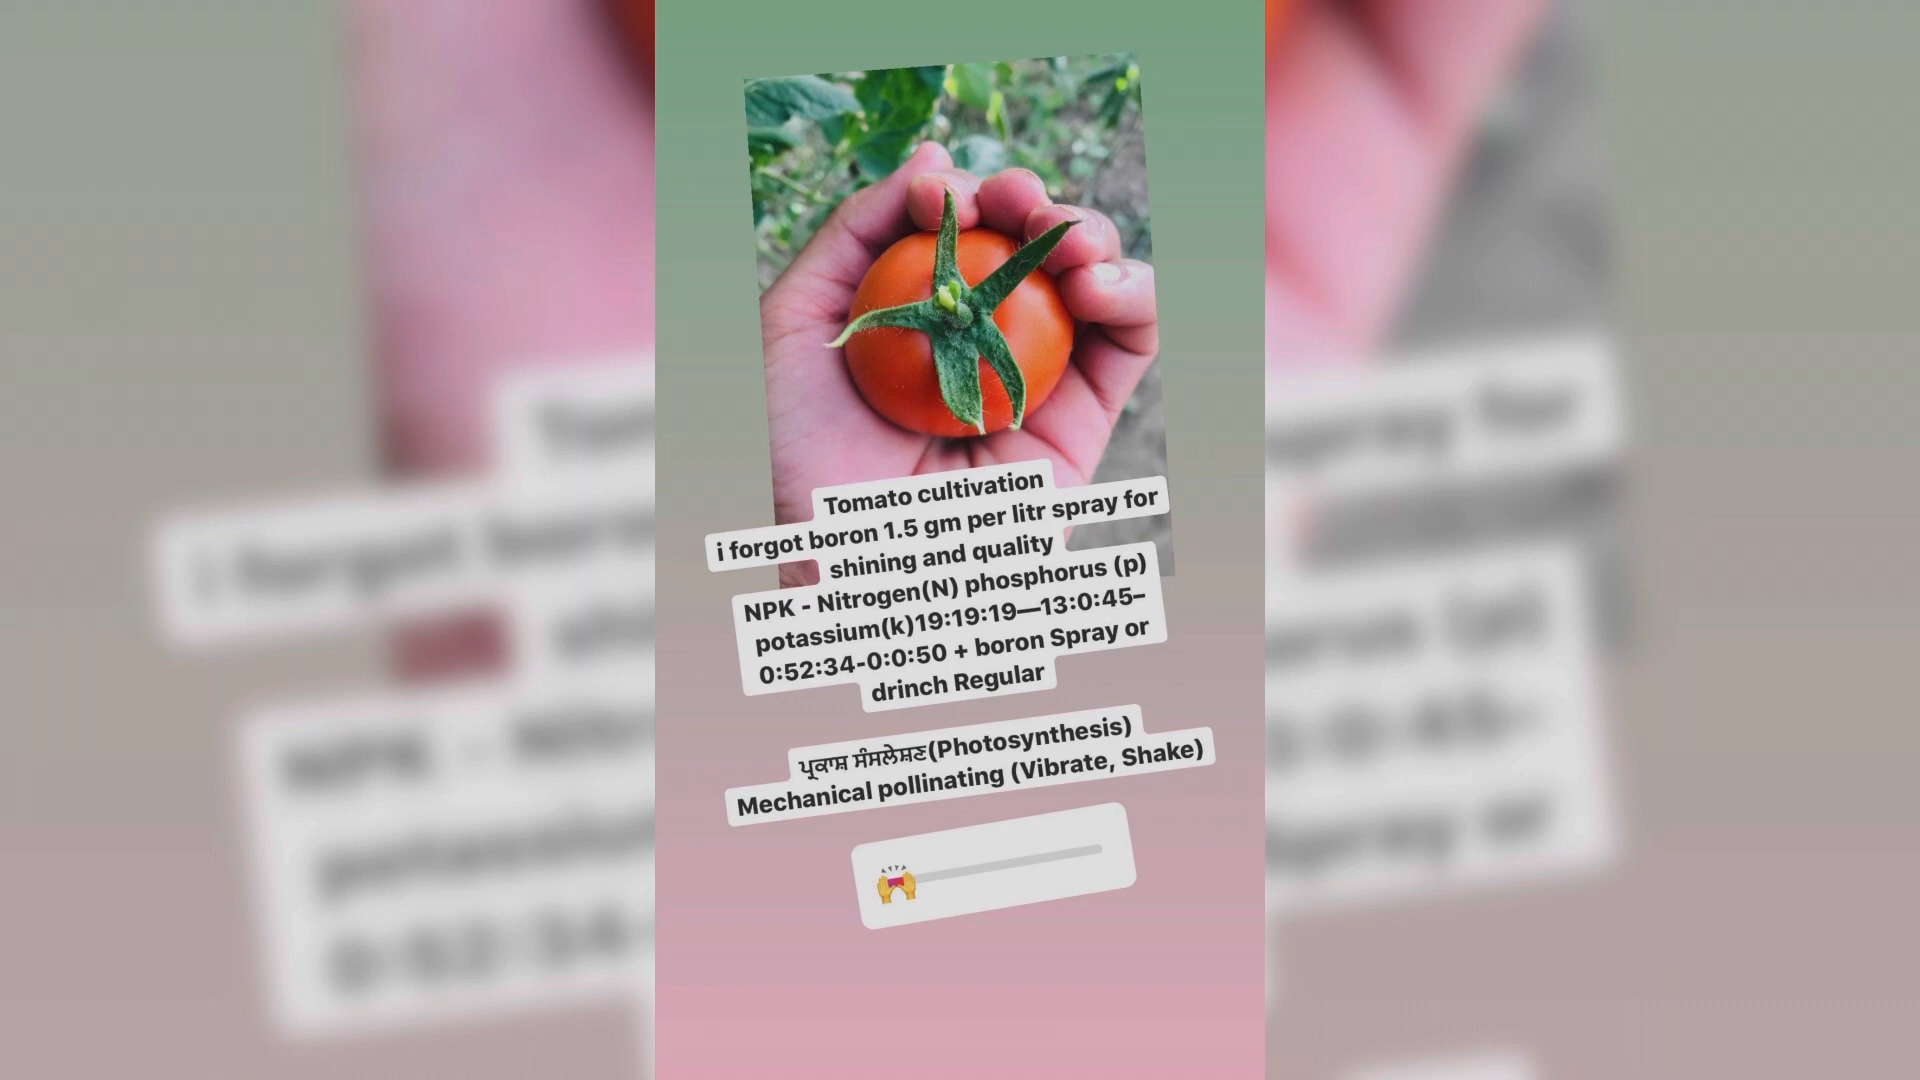 Tomato cultivation
i forgot boron 1.5 gm per litr spray for
shining and quality
NPK - Nitrogen(N) phosphorus (p)
potassium(k)19:19:19—13:0:45–
0:52:34-0:0:50 + boron Spray or
drinch Regular
ਪ੍ਰਕਾਸ਼ ਸੰਸਲੇਸ਼ਣ(Photosynthesis)
Mechanical pollinating (Vibrate, Shake)